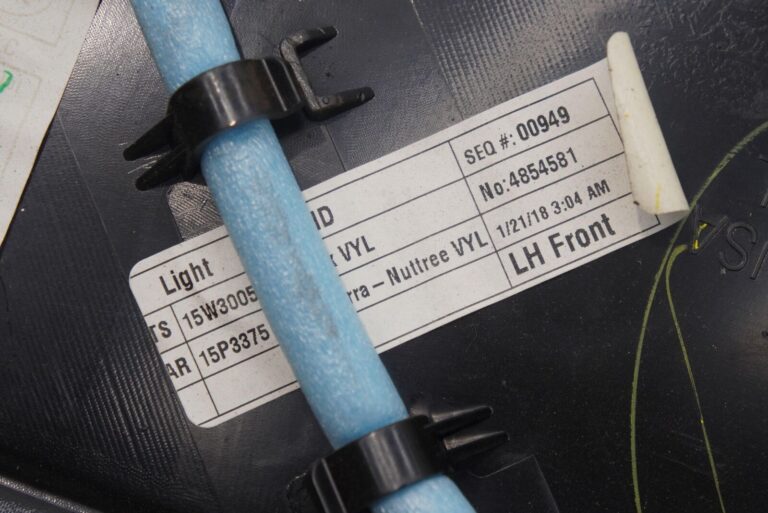 Light ID SEQ #: 00949
TS 15W3005 VYL No:4854581
AR 15P3375 rra – Nuttree VYL 1/21/18 3:04 AM
LH Front